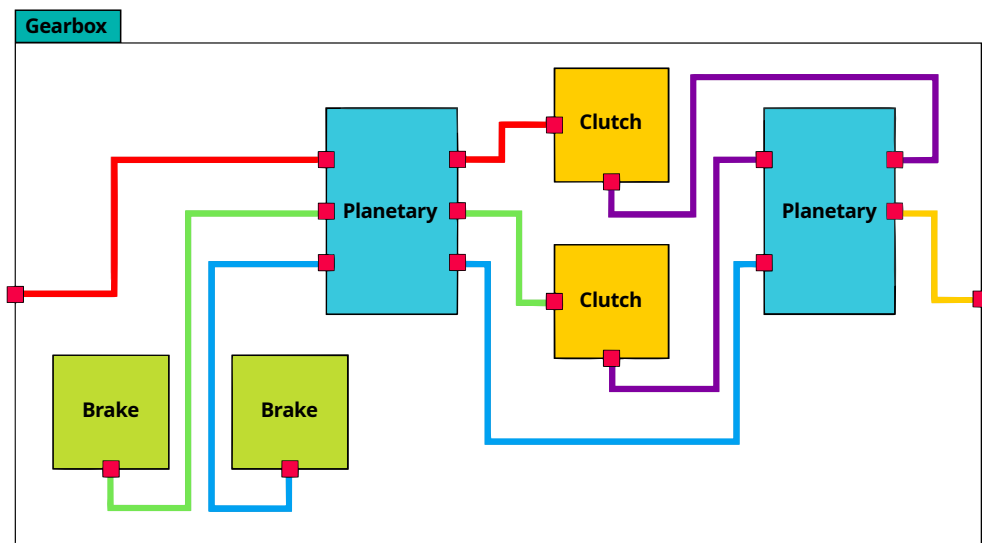 Gearbox
Clutch
Planetary
Planetary
Clutch
Brake
Brake